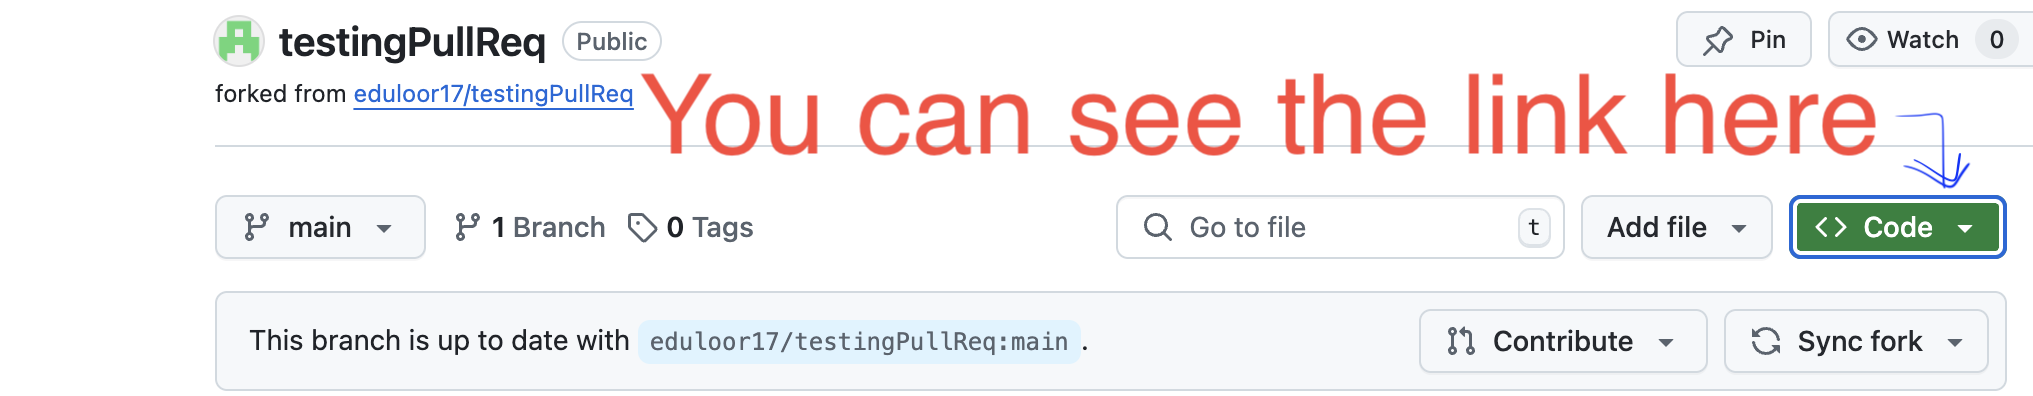 testingPullReq Public Pin Watch 0
forked from eduloor17/testingPullReq
You can see the link here
main 1 Branch 0 Tags Go to file t Add file <> Code
This branch is up to date with eduloor17/testingPullReq:main. Contribute Sync fork